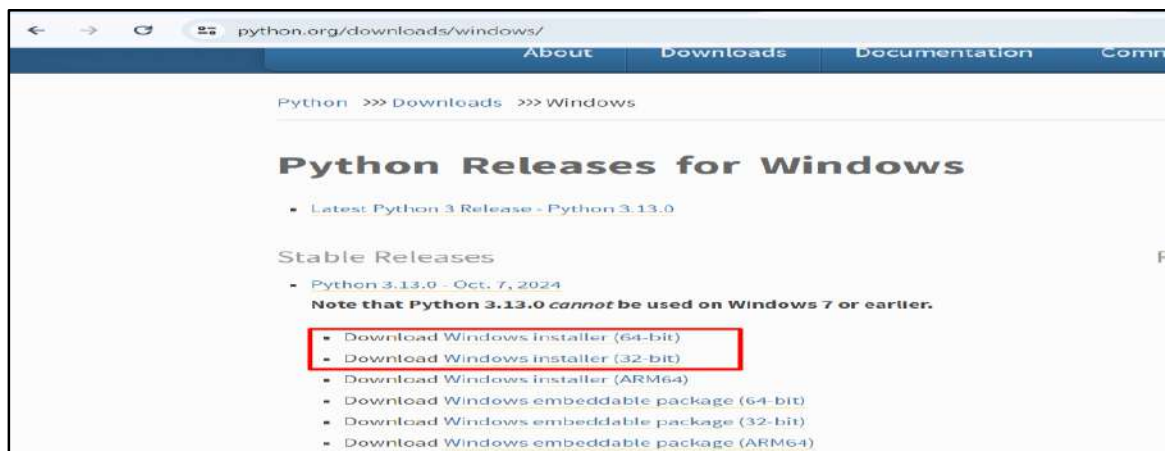 python.org/downloads/windows/
About Downloads Documentation Comm
Python >>> Downloads >>> Windows
Python Releases for Windows
Latest Python 3 Release - Python 3.13.0
Stable Releases
Python 3.13.0 - Oct. 7, 2024
Note that Python 3.13.0 cannot be used on Windows 7 or earlier.
Download Windows installer (64-bit)
Download Windows installer (32-bit)
Download Windows installer (ARM64)
Download Windows embeddable package (64-bit)
Download Windows embeddable package (32-bit)
Download Windows embeddable package (ARM64)